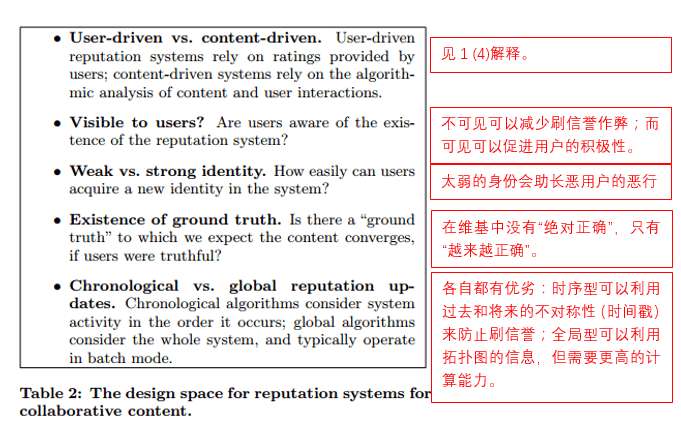 • User-driven vs. content-driven. User-driven
reputation systems rely on ratings provided by
users; content-driven systems rely on the algorith-
mic analysis of content and user interactions.
见 1 (4)解释。
• Visible to users? Are users aware of the exis-
tence of the reputation system?
不可见可以减少刷信誉作弊；而
可见可以促进用户的积极性。
• Weak vs. strong identity. How easily can users
acquire a new identity in the system?
太弱的身份会助长恶用户的恶行
• Existence of ground truth. Is there a “ground
truth” to which we expect the content converges,
if users were truthful?
在维基中没有“绝对正确”，只有
“越来越正确”。
• Chronological vs. global reputation up-
dates. Chronological algorithms consider system
activity in the order it occurs; global algorithms
consider the whole system, and typically operate
in batch mode.
各自都有优劣：时序型可以利用
过去和将来的不对称性 (时间戳)
来防止刷信誉；全局型可以利用
拓扑图的信息，但需要更高的计
算能力。
Table 2: The design space for reputation systems for
collaborative content.